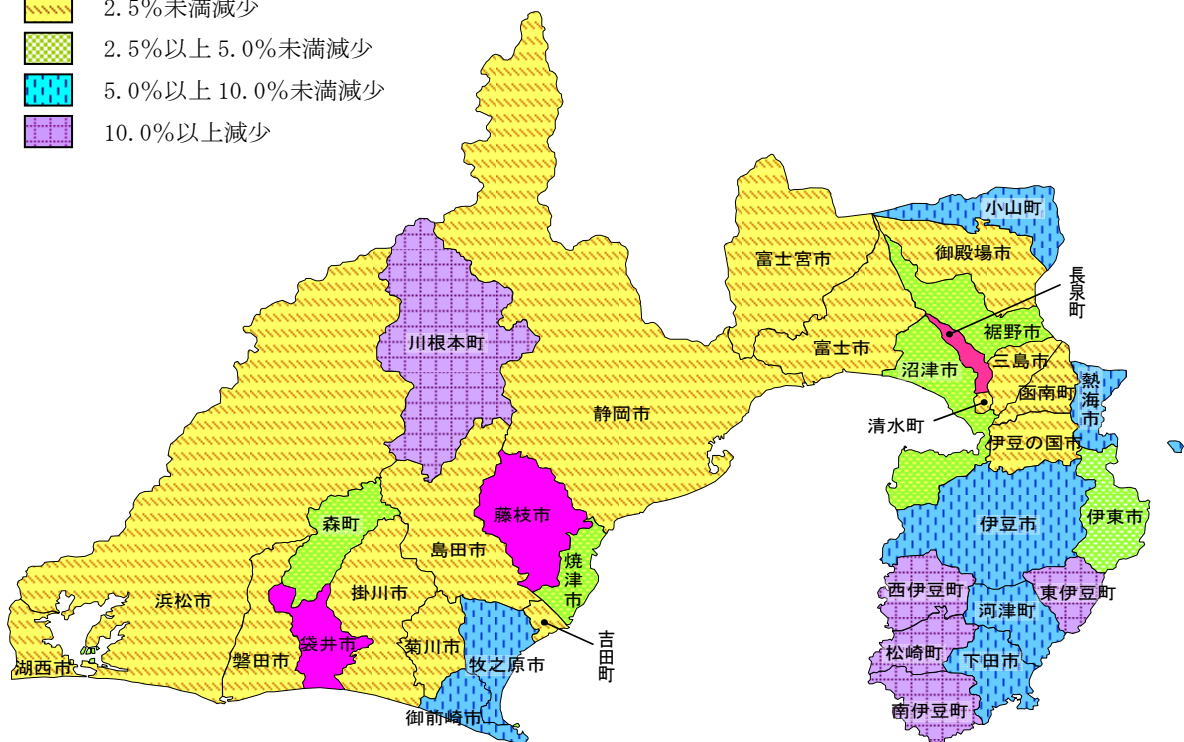 2.5%未満減少
2.5%以上 5.0%未満減少
5.0%以上 10.0%未満減少
10.0%以上減少
小山町
御殿場市
富士宮市
長泉町
裾野市
川根本町
富士市
三島市
沼津市
函南町
熱海市
静岡市
清水町
伊豆の国市
藤枝市
伊東市
森町
伊豆市
島田市
焼津市
掛川市
西伊豆町
東伊豆町
浜松市
河津町
袋井市
菊川市
吉田町
松崎町
磐田市
牧之原市
下田市
湖西市
南伊豆町
御前崎市